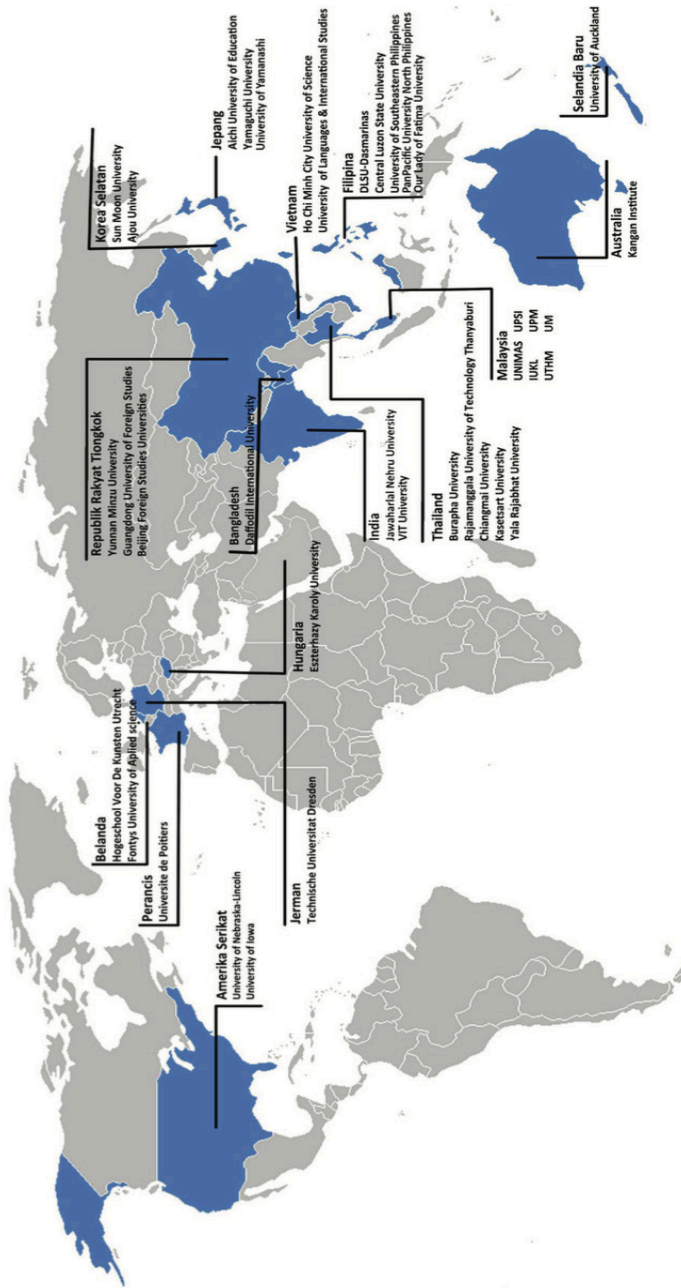 Amerika Serikat
University of Nebraska-Lincoln
University of Iowa
Belanda
Hogeschool Voor De Kunsten Utrecht
Fontys University of Aplied science
Perancis
Universite de Poitiers
Jerman
Technische Universitat Dresden
Hungaria
Eszterhazy Karoly University
Republik Rakyat Tiongkok
Yunnan Minzu University
Guangdong University of Foreign Studies
Beijing Foreign Studies Universities
Bangladesh
Daffodil International University
India
Jawaharlal Nehru University
VIT University
Thailand
Burapha University
Rajamanggala University of Technology Thanyaburi
Chiangmai University
Kasetsart University
Yala Rajabhat University
Korea Selatan
Sun Moon University
Ajou University
Jepang
Aichi University of Education
Yamaguchi University
University of Yamanashi
Vietnam
Ho Chi Minh City University of Science
University of Languages & International Studies
Filipina
DLSU-Dasmarinas
Central Luzon State University
University of Southeastern Philippines
PanPacific University North Philippines
Our Lady of Fatima University
Malaysia
UNIMAS UPSI
IUKL UPM
UTHM UM
Australia
Kangan Institute
Selandia Baru
University of Auckland